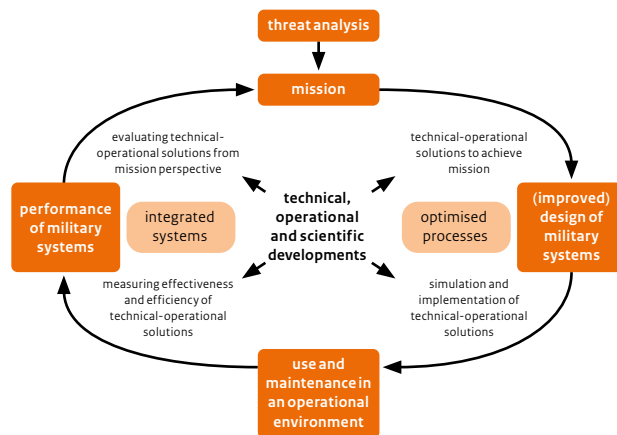 threat analysis
mission
evaluating technical-
operational solutions from
mission perspective
technical-operational
solutions to achieve
mission
performance
of military
systems
integrated
systems
technical,
operational
and scientific
developments
optimised
processes
(improved)
design of
military
systems
measuring effectiveness
and efficiency of
technical-operational
solutions
simulation and
implementation of
technical-operational
solutions
use and
maintenance in
an operational
environment